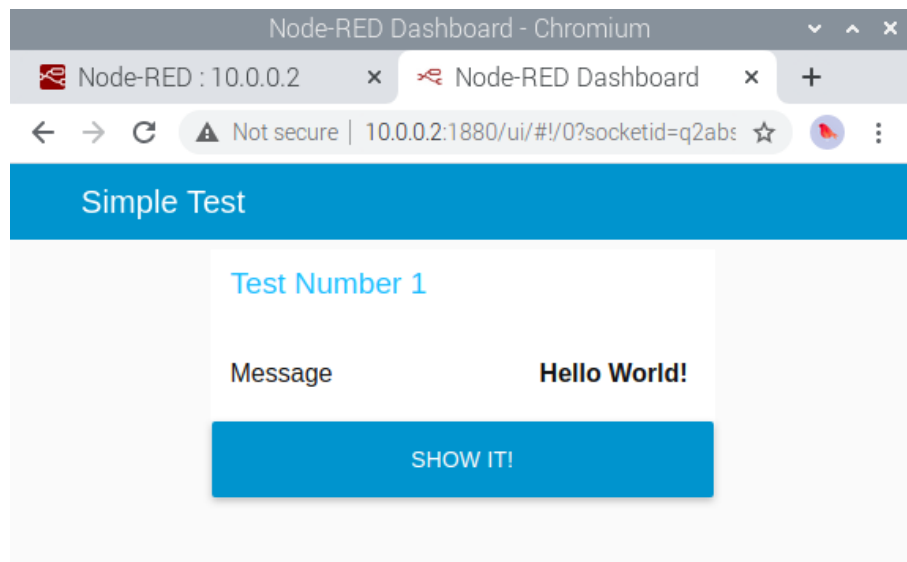 Node-RED Dashboard - Chromium
Node-RED : 10.0.0.2 Node-RED Dashboard
Not secure | 10.0.0.2:1880/ui/#!/0?socketid=q2abs
Simple Test
Test Number 1
Message Hello World!
SHOW IT!